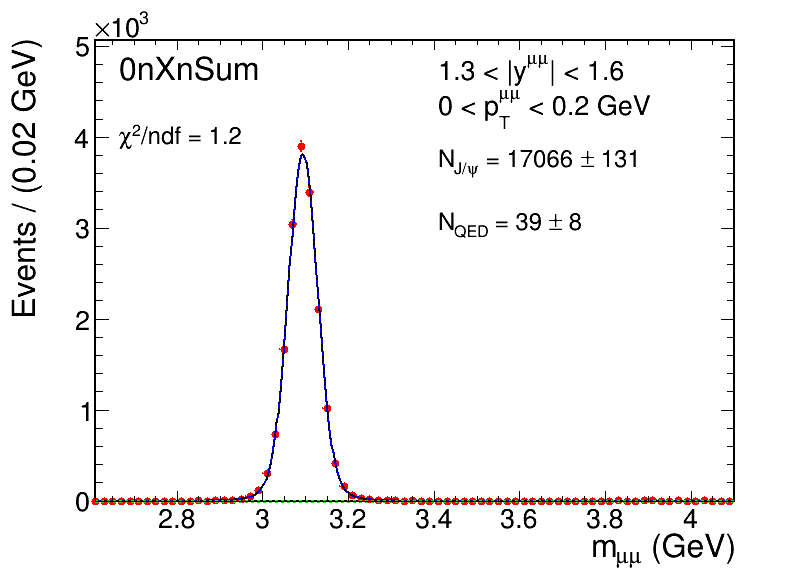 ×10³
0nXnSum
1.3 < |y^μμ| < 1.6
0 < p_T^μμ < 0.2 GeV
χ²/ndf = 1.2
N_J/ψ = 17066 ± 131
N_QED = 39 ± 8
Events / (0.02 GeV)
5
4
3
2
1
0
2.8 3 3.2 3.4 3.6 3.8 4
m_μμ (GeV)